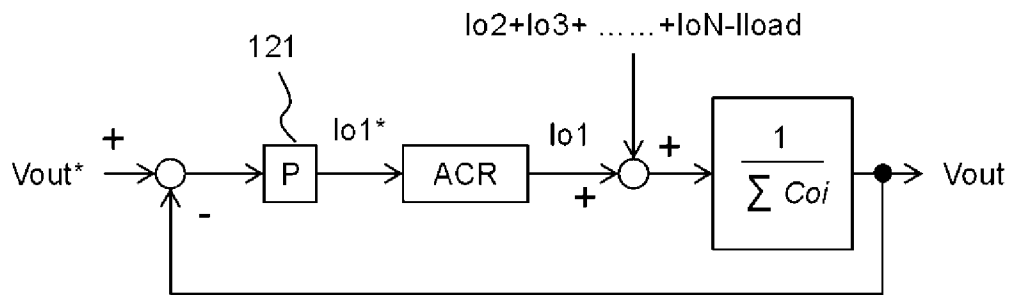 Io2+Io3+ ......+IoN-Iload
121
+
Vout*
-
P
Io1*
ACR
Io1
+
+
1
∑ Coi
Vout